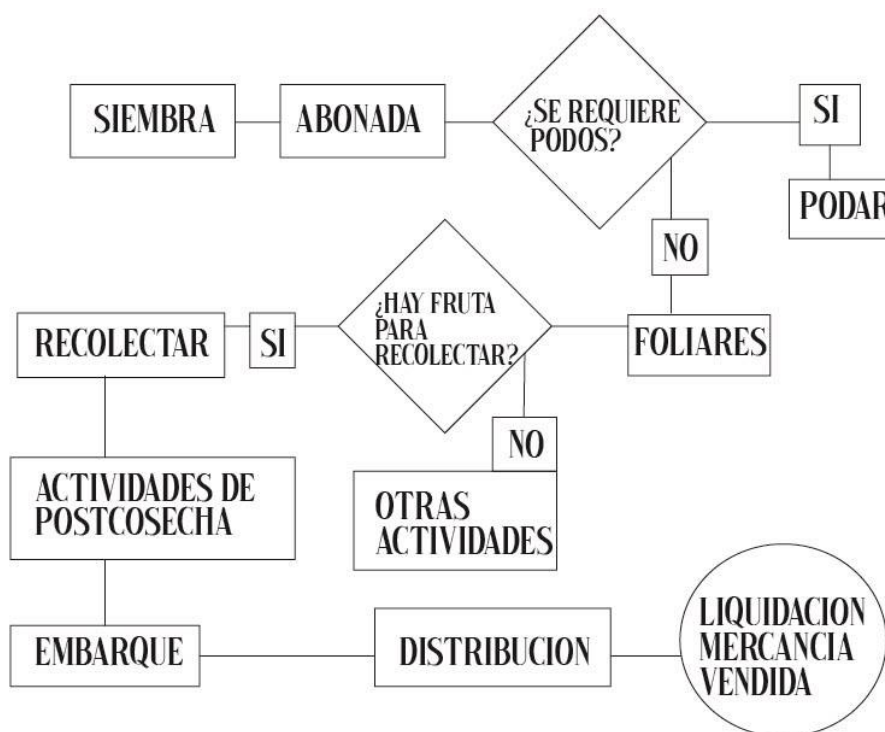 SIEMBRA
ABONADA
¿SE REQUIERE
PODOS?
SI
PODAR
NO
FOLIARES
¿HAY FRUTA
PARA
RECOLECTAR?
SI
RECOLECTAR
NO
OTRAS
ACTIVIDADES
ACTIVIDADES DE
POSTCOSECHA
EMBARQUE
DISTRIBUCION
LIQUIDACION
MERCANCIA
VENDIDA